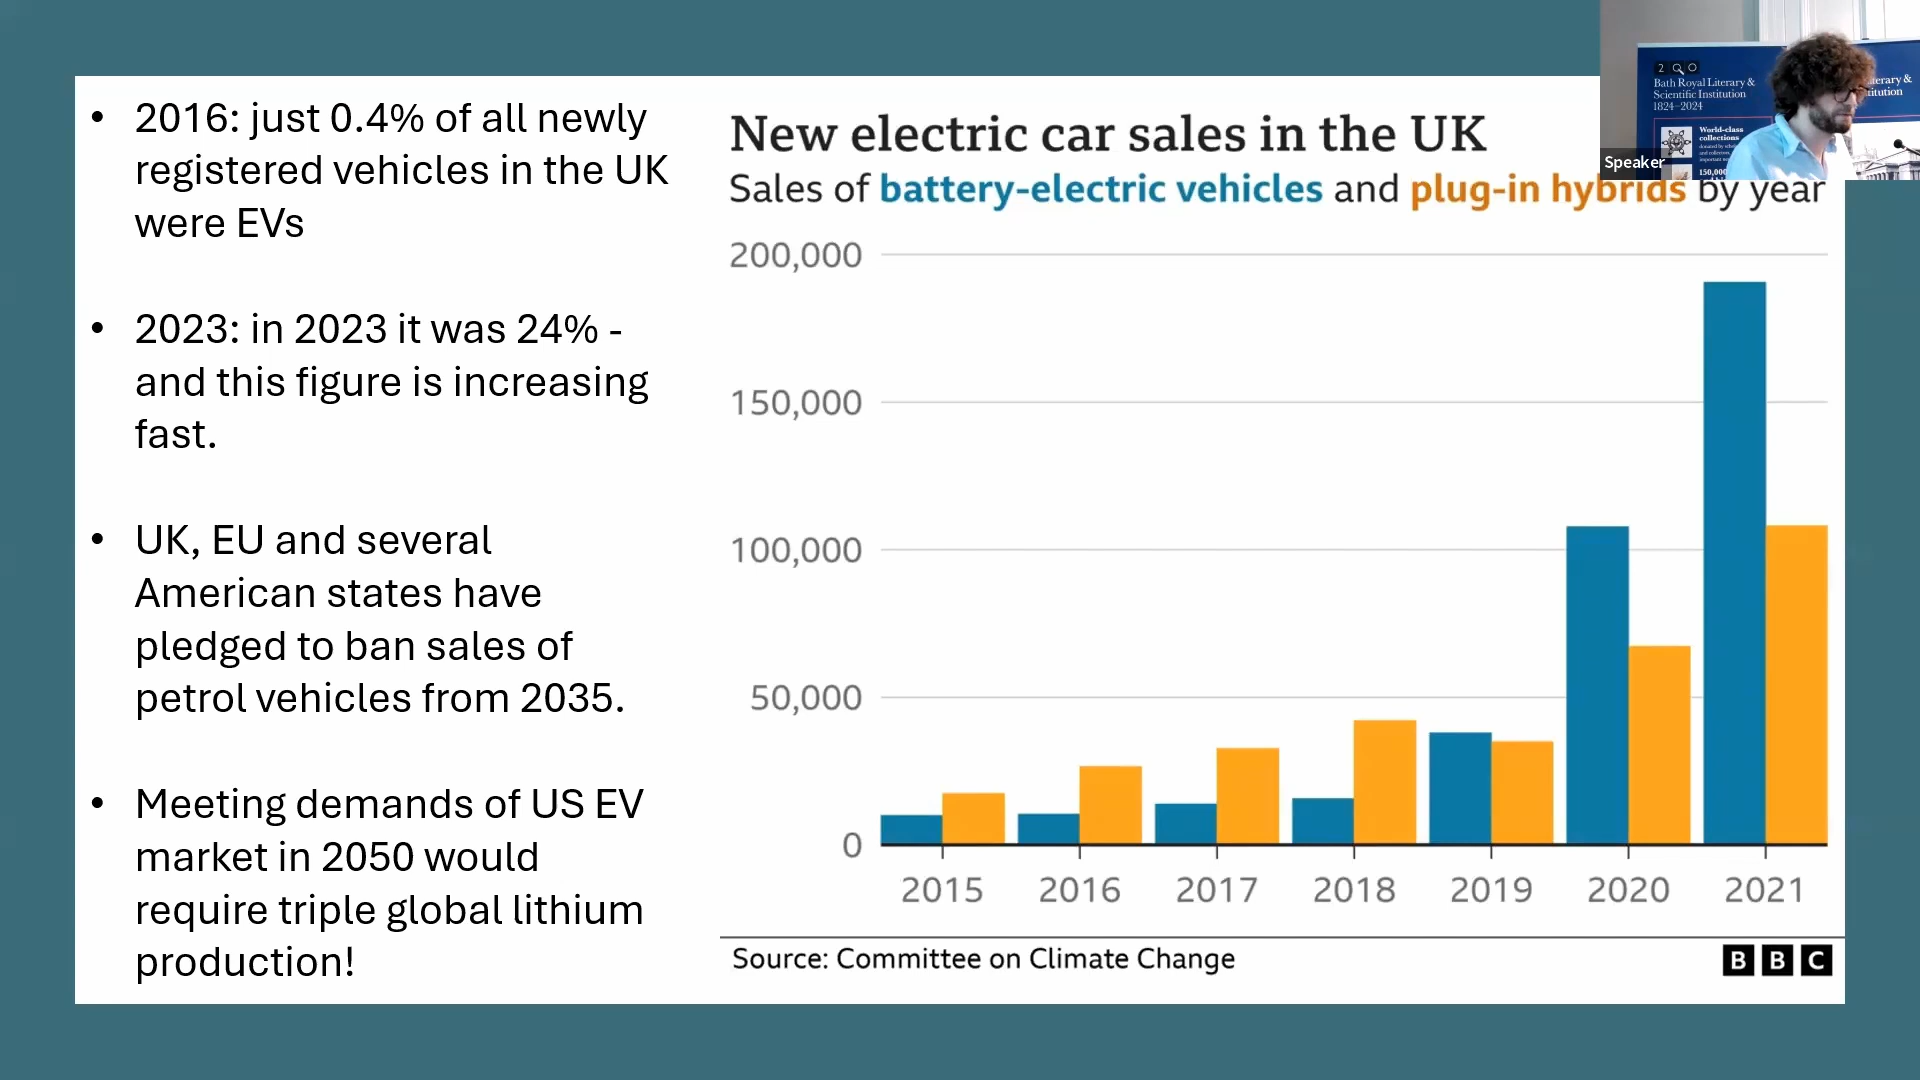 • 2016: just 0.4% of all newly
registered vehicles in the UK
were EVs
• 2023: in 2023 it was 24% -
and this figure is increasing
fast.
• UK, EU and several
American states have
pledged to ban sales of
petrol vehicles from 2035.
• Meeting demands of US EV
market in 2050 would
require triple global lithium
production!
New electric car sales in the UK
Sales of battery-electric vehicles and plug-in hybrids by year
200,000
150,000
100,000
50,000
0
2015 2016 2017 2018 2019 2020 2021
Source: Committee on Climate Change
BBC
2
Bath Royal Literary &
Scientific Institution
1824–2024
World-class
collections
150,000
Speaker